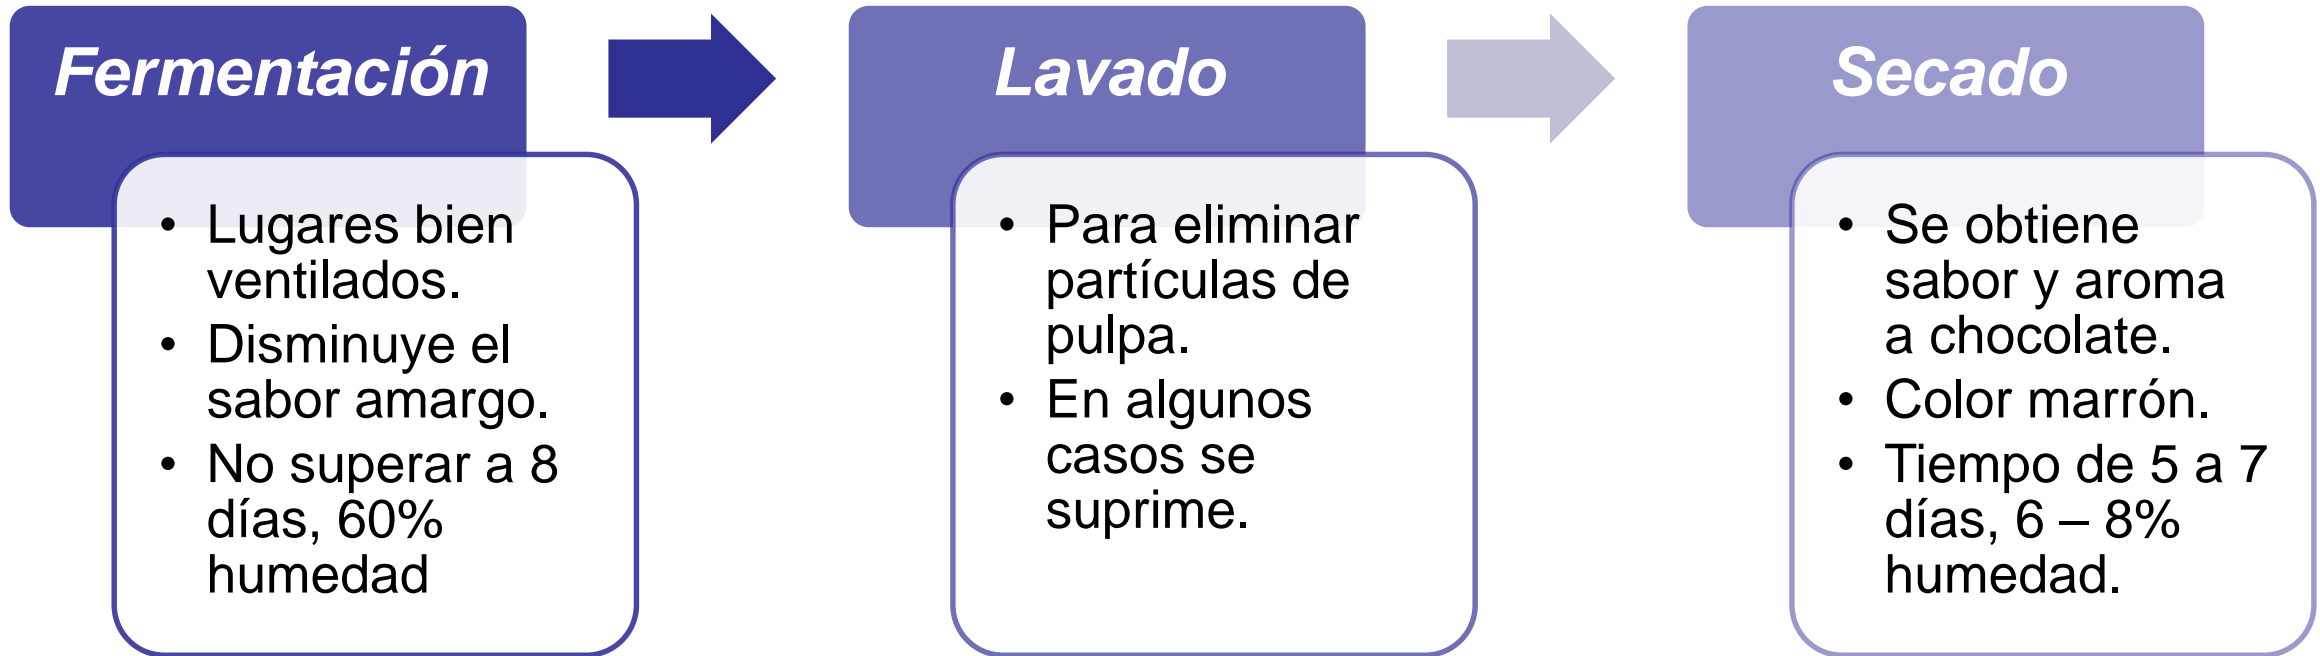 Fermentación
• Lugares bien
ventilados.
• Disminuye el
sabor amargo.
• No superar a 8
días, 60%
humedad
Lavado
• Para eliminar
partículas de
pulpa.
• En algunos
casos se
suprime.
Secado
• Se obtiene
sabor y aroma
a chocolate.
• Color marrón.
• Tiempo de 5 a 7
días, 6 – 8%
humedad.